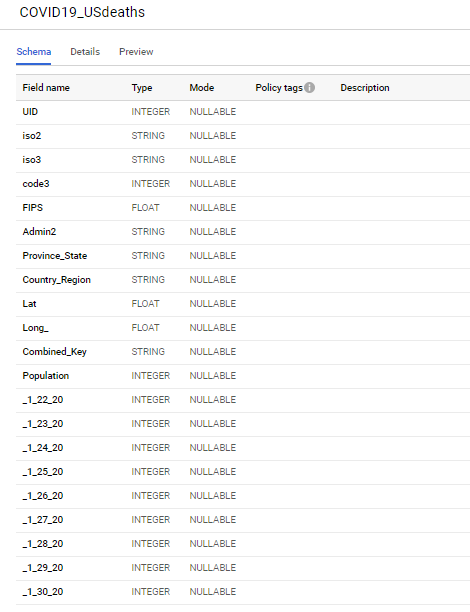 COVID19_USdeaths
Schema Details Preview
Field name Type Mode Policy tags Description
UID INTEGER NULLABLE
iso2 STRING NULLABLE
iso3 STRING NULLABLE
code3 INTEGER NULLABLE
FIPS FLOAT NULLABLE
Admin2 STRING NULLABLE
Province_State STRING NULLABLE
Country_Region STRING NULLABLE
Lat FLOAT NULLABLE
Long_ FLOAT NULLABLE
Combined_Key STRING NULLABLE
Population INTEGER NULLABLE
_1_22_20 INTEGER NULLABLE
_1_23_20 INTEGER NULLABLE
_1_24_20 INTEGER NULLABLE
_1_25_20 INTEGER NULLABLE
_1_26_20 INTEGER NULLABLE
_1_27_20 INTEGER NULLABLE
_1_28_20 INTEGER NULLABLE
_1_29_20 INTEGER NULLABLE
_1_30_20 INTEGER NULLABLE